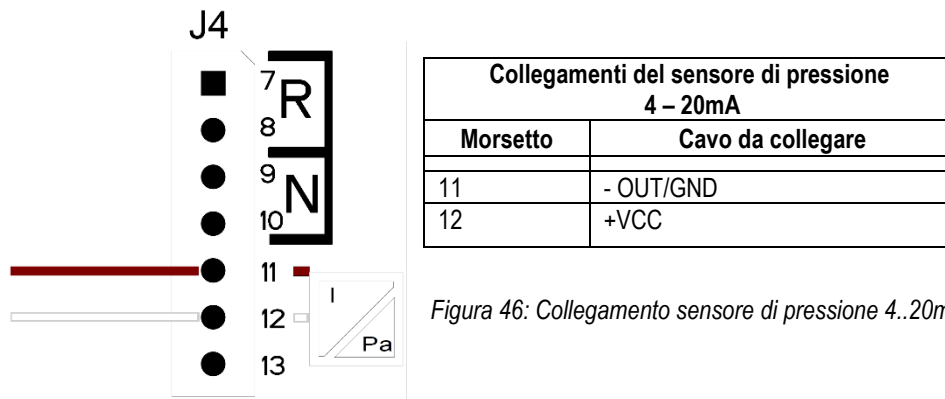 J4
7
R
8
9
N
10
11
12
13
I
Pa
Collegamenti del sensore di pressione
4 – 20mA
Morsetto Cavo da collegare
11 - OUT/GND
12 +VCC
Figura 46: Collegamento sensore di pressione 4..20m